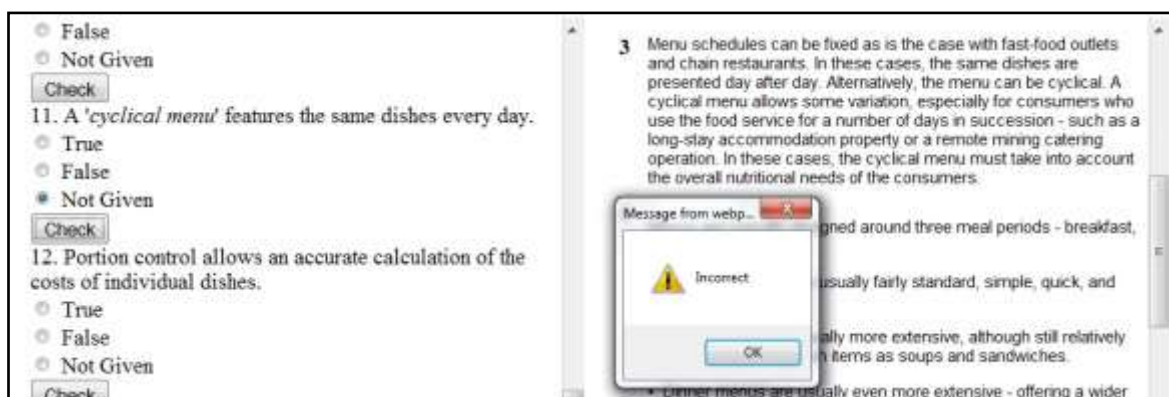 False
Not Given
Check
11. A 'cyclical menu' features the same dishes every day.
True
False
Not Given
Check
12. Portion control allows an accurate calculation of the
costs of individual dishes.
True
False
Not Given
Check
3 Menu schedules can be fixed as is the case with fast-food outlets
and chain restaurants. In these cases, the same dishes are
presented day after day. Alternatively, the menu can be cyclical. A
cyclical menu allows some variation, especially for consumers who
use the food service for a number of days in succession - such as a
long-stay accommodation property or a remote mining catering
operation. In these cases, the cyclical menu must take into account
the overall nutritional needs of the consumers.
Message from webp...
Incorrect
OK
gned around three meal periods - breakfast,
usually fairly standard, simple, quick, and
ally more extensive, although still relatively
items as soups and sandwiches.
• Dinner menus are usually even more extensive - offering a wider